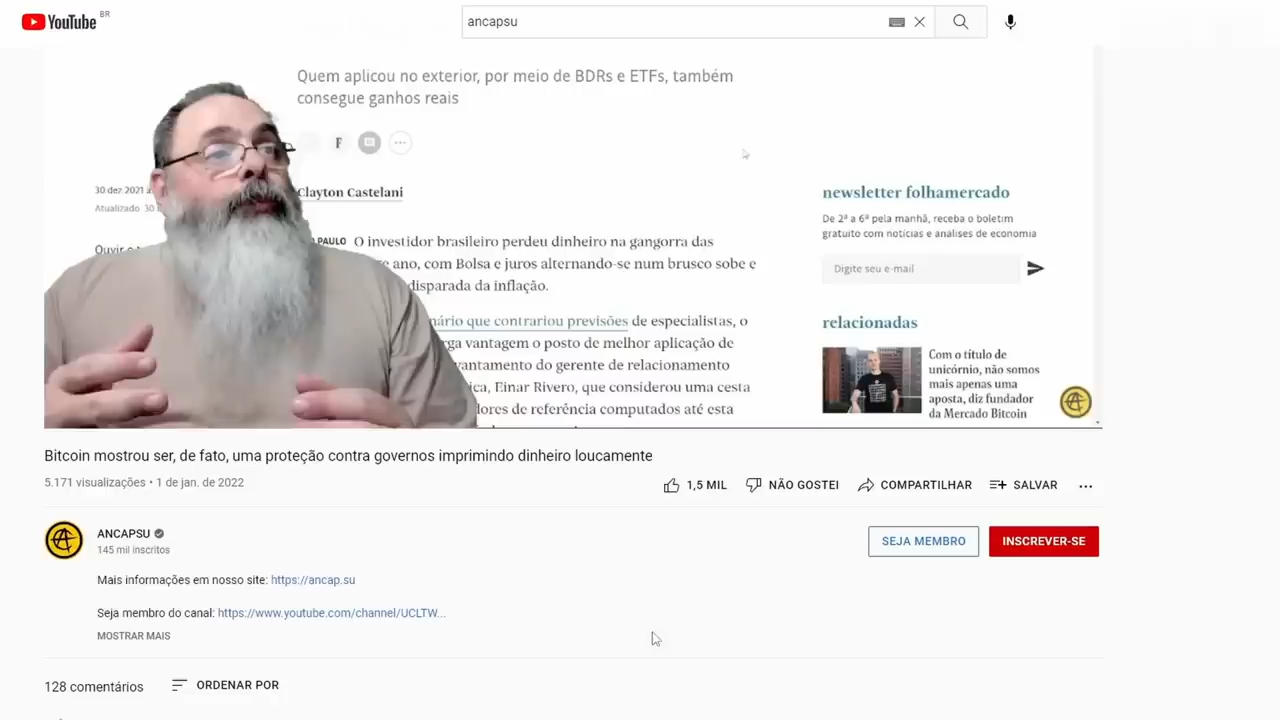 YouTube BR
ancapsu
Quem aplicou no exterior, por meio de BDRs e ETFs, também
consegue ganhos reais
F
30 dez 2021 a
Atualizado 30
Clayton Castelani
Ouvir o
PAULO O investidor brasileiro perdeu dinheiro na gangorra das
ano, com Bolsa e juros alternando-se num brusco sobe e
disparada da inflação.
nário que contrariou previsões de especialistas, o
rga vantagem o posto de melhor aplicação de
vantamento do gerente de relacionamento
ica, Einar Rivero, que considerou uma cesta
dores de referência computados até esta
newsletter folhamercado
De 2ª a 6ª pela manhã, receba o boletim
gratuito com notícias e análises de economia
Digite seu e-mail
relacionadas
Com o título de
unicórnio, não somos
mais apenas uma
aposta, diz fundador
da Mercado Bitcoin
Bitcoin mostrou ser, de fato, uma proteção contra governos imprimindo dinheiro loucamente
5.171 visualizações • 1 de jan. de 2022
1,5 MIL NÃO GOSTEI COMPARTILHAR SALVAR
ANCAPSU
145 mil inscritos
SEJA MEMBRO INSCREVER-SE
Mais informações em nosso site: https://ancap.su
Seja membro do canal: https://www.youtube.com/channel/UCLTW...
MOSTRAR MAIS
128 comentários ORDENAR POR